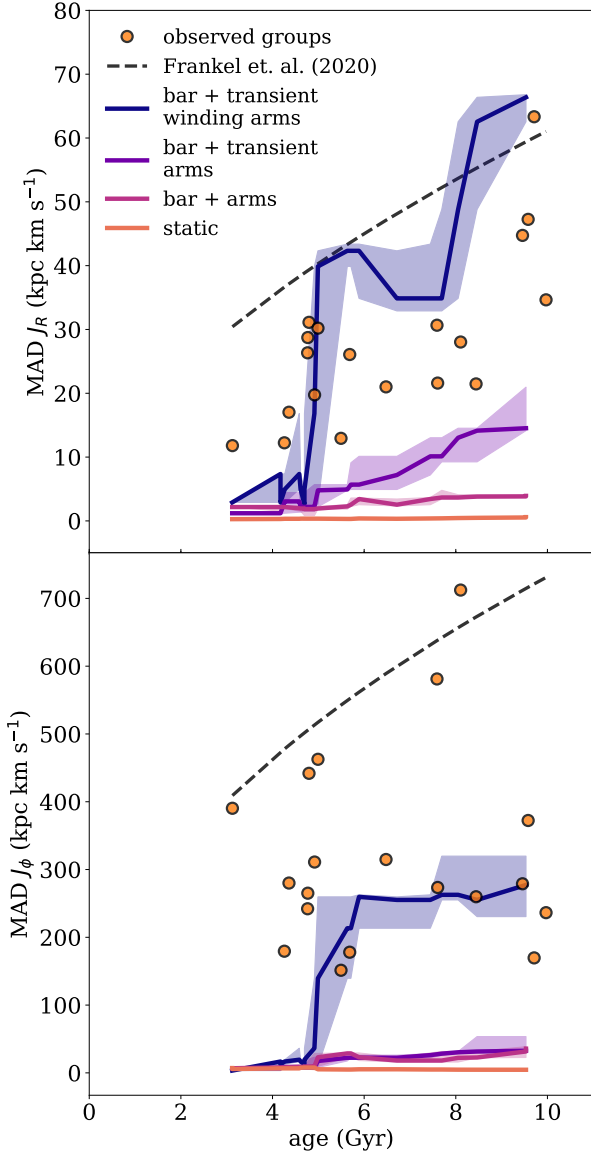 80
70
60
50
40
30
20
10
0
MAD J_R (kpc km s⁻¹)
observed groups
Frankel et. al. (2020)
bar + transient
winding arms
bar + transient
arms
bar + arms
static
700
600
500
400
300
200
100
0
MAD J_ϕ (kpc km s⁻¹)
0 2 4 6 8 10
age (Gyr)